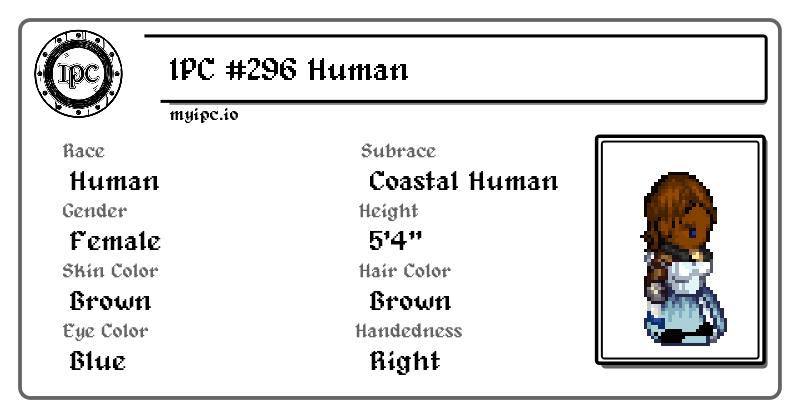 IPC
IPC #296 Human
myipc.io
Race
Human
Subrace
Coastal Human
Gender
Female
Height
5'4"
Skin Color
Brown
Hair Color
Brown
Eye Color
Blue
Handedness
Right